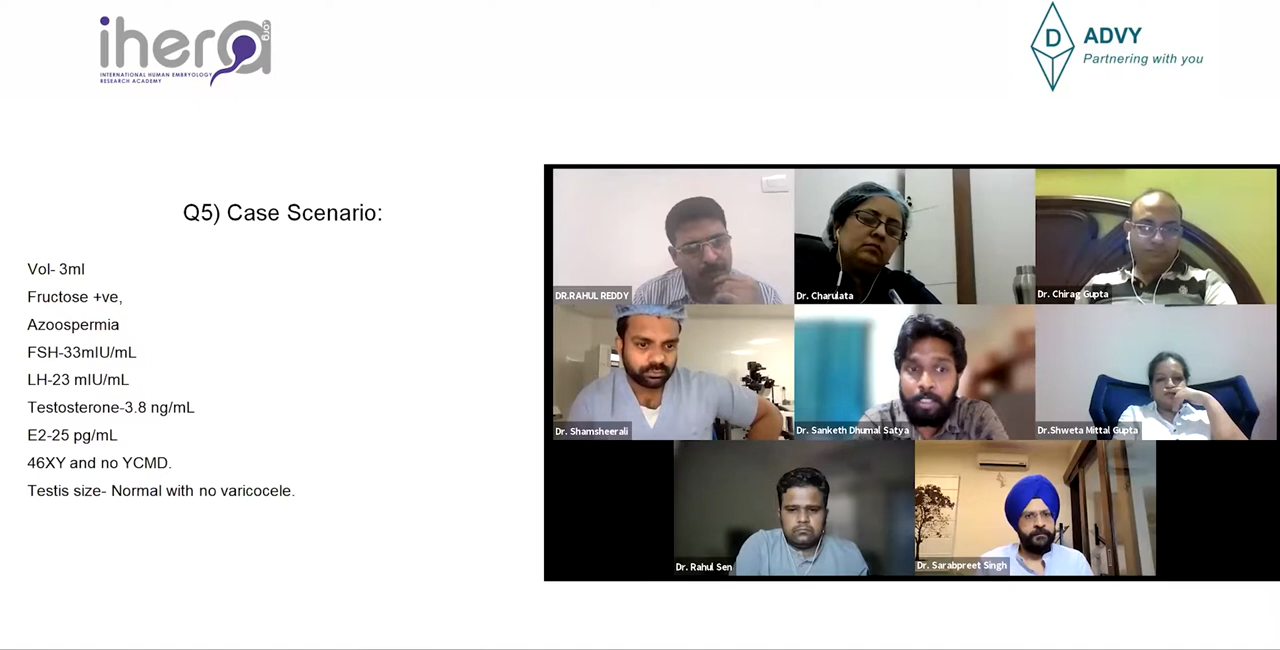 ihera
.org
INTERNATIONAL HUMAN EMBRYOLOGY
RESEARCH ACADEMY
D
ADVY
Partnering with you
Q5) Case Scenario:
Vol- 3ml
Fructose +ve,
Azoospermia
FSH-33mIU/mL
LH-23 mIU/mL
Testosterone-3.8 ng/mL
E2-25 pg/mL
46XY and no YCMD.
Testis size- Normal with no varicocele.
DR.RAHUL REDDY
Dr. Charulata
Dr. Chirag Gupta
Dr. Shamsheerali
Dr. Sanketh Dhumal Satya
Dr.Shweta Mittal Gupta
Dr. Rahul Sen
Dr. Sarabpreet Singh